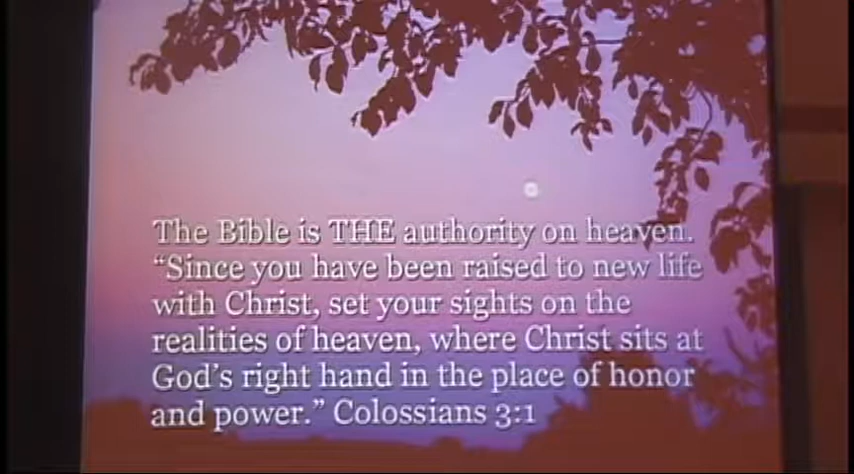 The Bible is THE authority on heaven.
“Since you have been raised to new life
with Christ, set your sights on the
realities of heaven, where Christ sits at
God’s right hand in the place of honor
and power.” Colossians 3:1